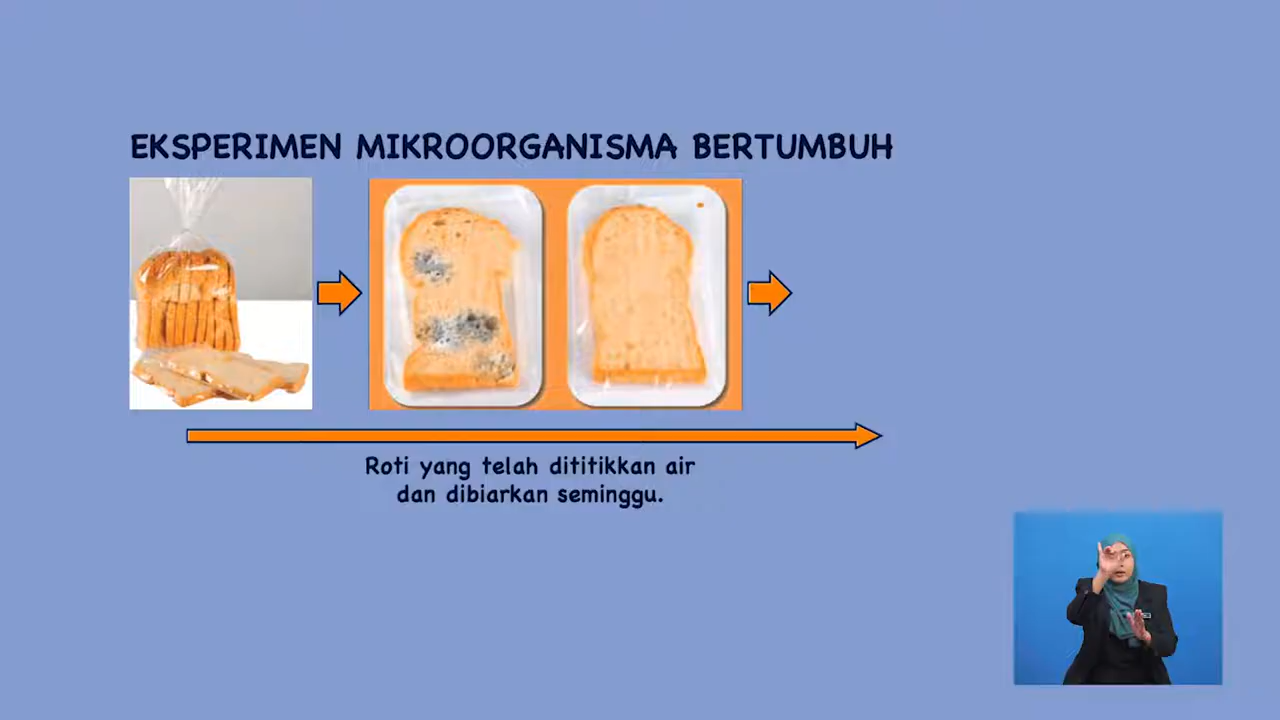 EKSPERIMEN MIKROORGANISMA BERTUMBUH
Roti yang telah dititikkan air
dan dibiarkan seminggu.